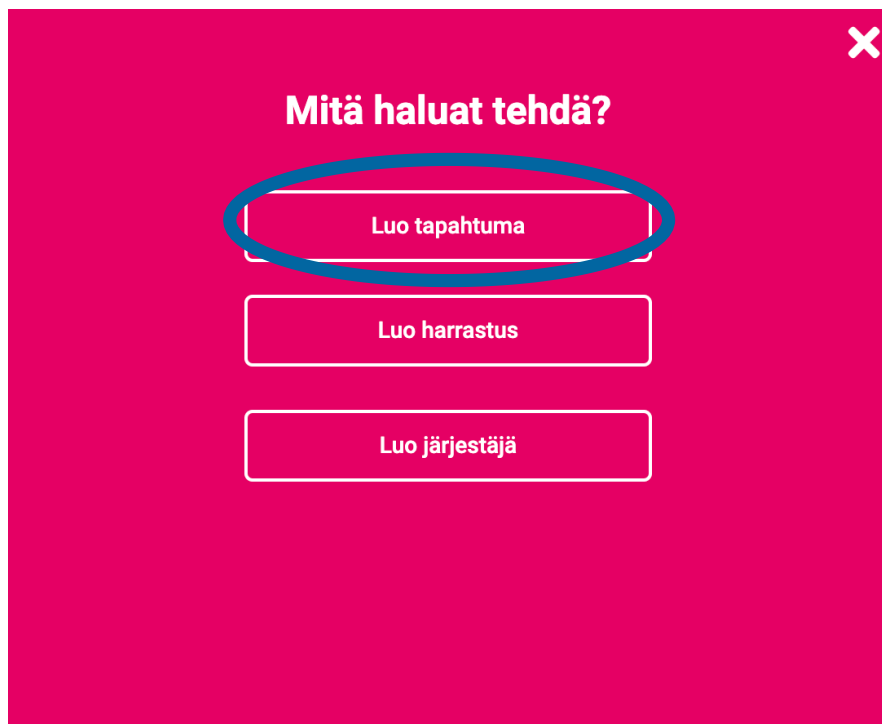 Mitä haluat tehdä?
Luo tapahtuma
Luo harrastus
Luo järjestäjä